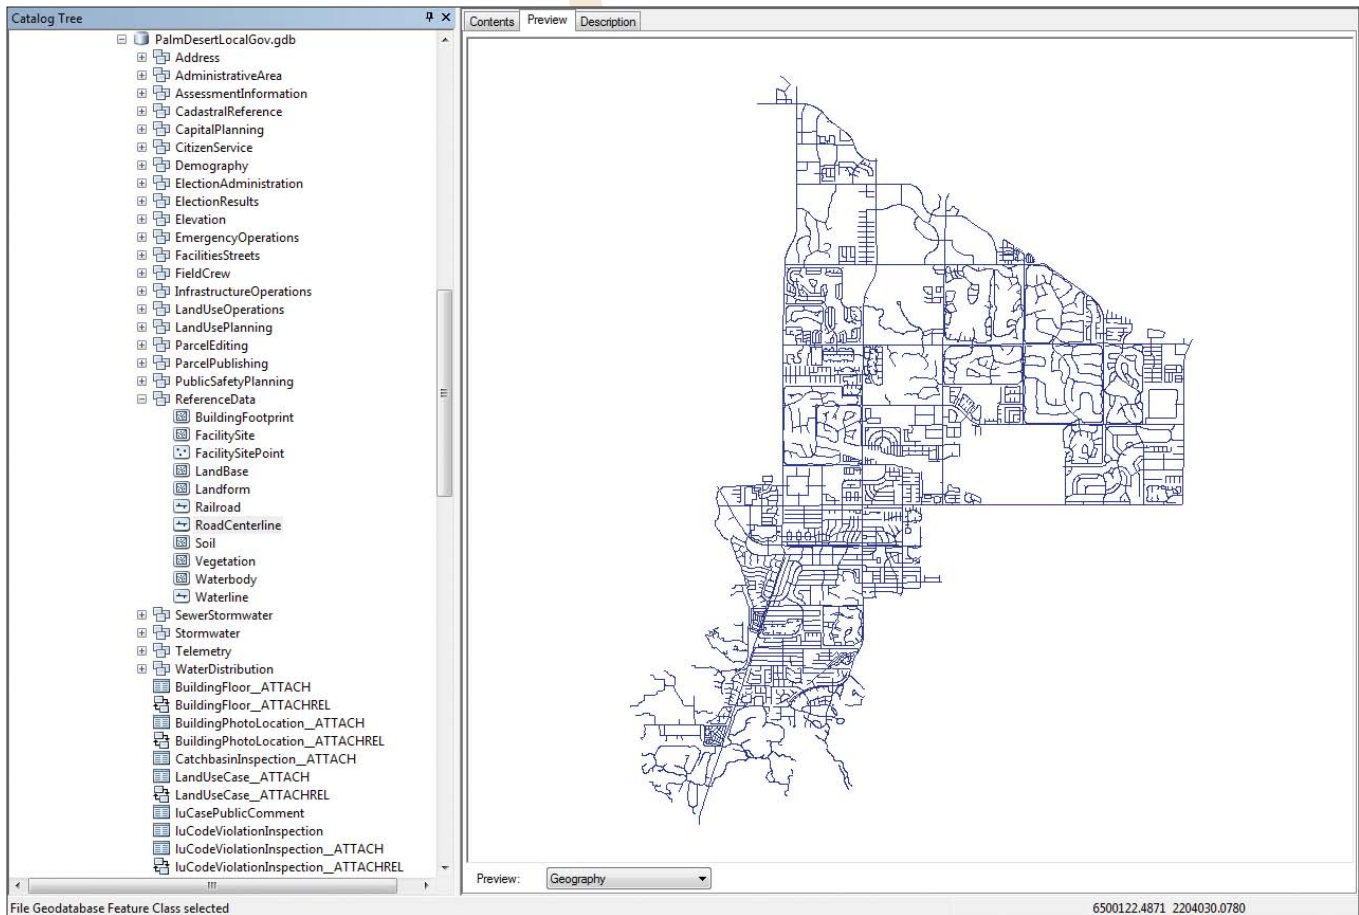 Catalog Tree
PalmDesertLocalGov.gdb
Address
AdministrativeArea
AssessmentInformation
CadastralReference
CapitalPlanning
CitizenService
Demography
ElectionAdministration
ElectionResults
Elevation
EmergencyOperations
FacilitiesStreets
FieldCrew
InfrastructureOperations
LandUseOperations
LandUsePlanning
ParcelEditing
ParcelPublishing
PublicSafetyPlanning
ReferenceData
BuildingFootprint
FacilitySite
FacilitySitePoint
LandBase
Landform
Railroad
RoadCenterline
Soil
Vegetation
Waterbody
Waterline
SewerStormwater
Stormwater
Telemetry
WaterDistribution
BuildingFloor__ATTACH
BuildingFloor__ATTACHREL
BuildingPhotoLocation__ATTACH
BuildingPhotoLocation__ATTACHREL
CatchbasinInspection__ATTACH
LandUseCase__ATTACH
LandUseCase__ATTACHREL
luCasePublicComment
luCodeViolationInspection
luCodeViolationInspection__ATTACH
luCodeViolationInspection__ATTACHREL
Contents Preview Description
Preview: Geography
File Geodatabase Feature Class selected
6500122.4871 2204030.0780